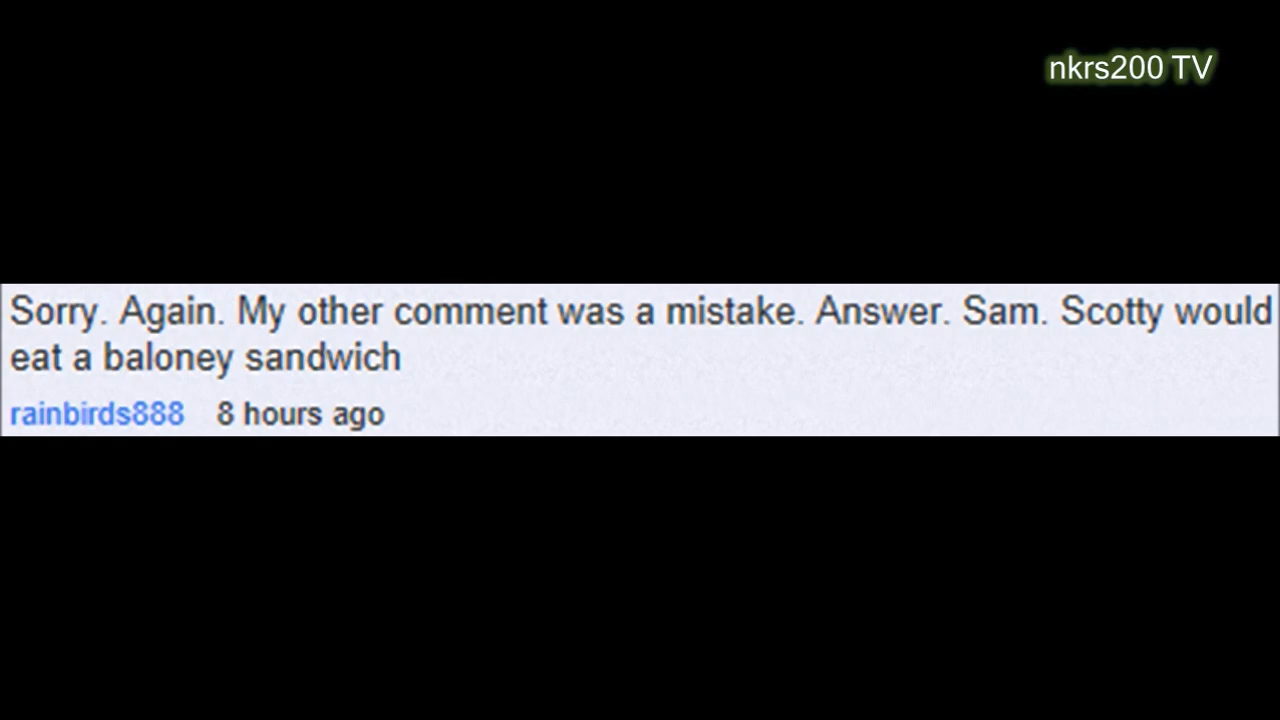 nkrs200 TV
Sorry. Again. My other comment was a mistake. Answer. Sam. Scotty would
eat a baloney sandwich
rainbirds888 8 hours ago